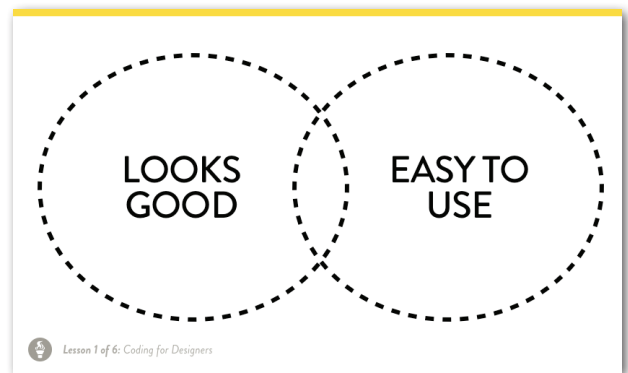 LOOKS
GOOD
EASY TO
USE
Lesson 1 of 6: Coding for Designers